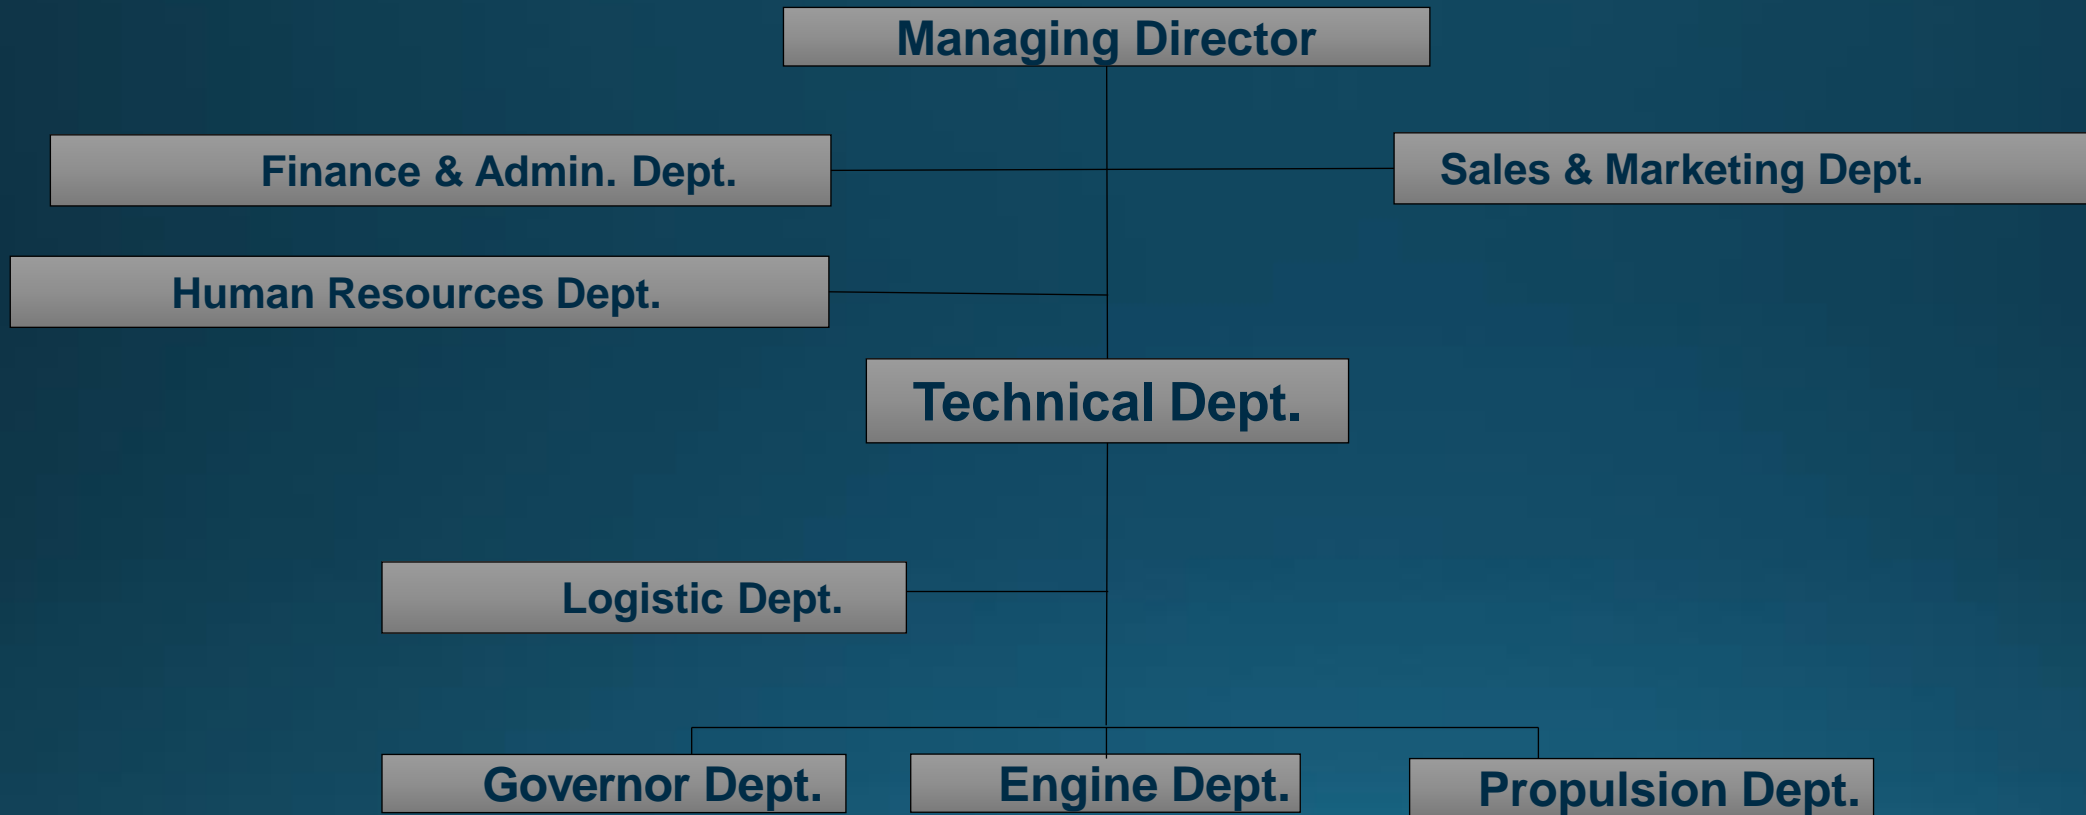 Managing Director
Finance & Admin. Dept.
Sales & Marketing Dept.
Human Resources Dept.
Technical Dept.
Logistic Dept.
Governor Dept.
Engine Dept.
Propulsion Dept.